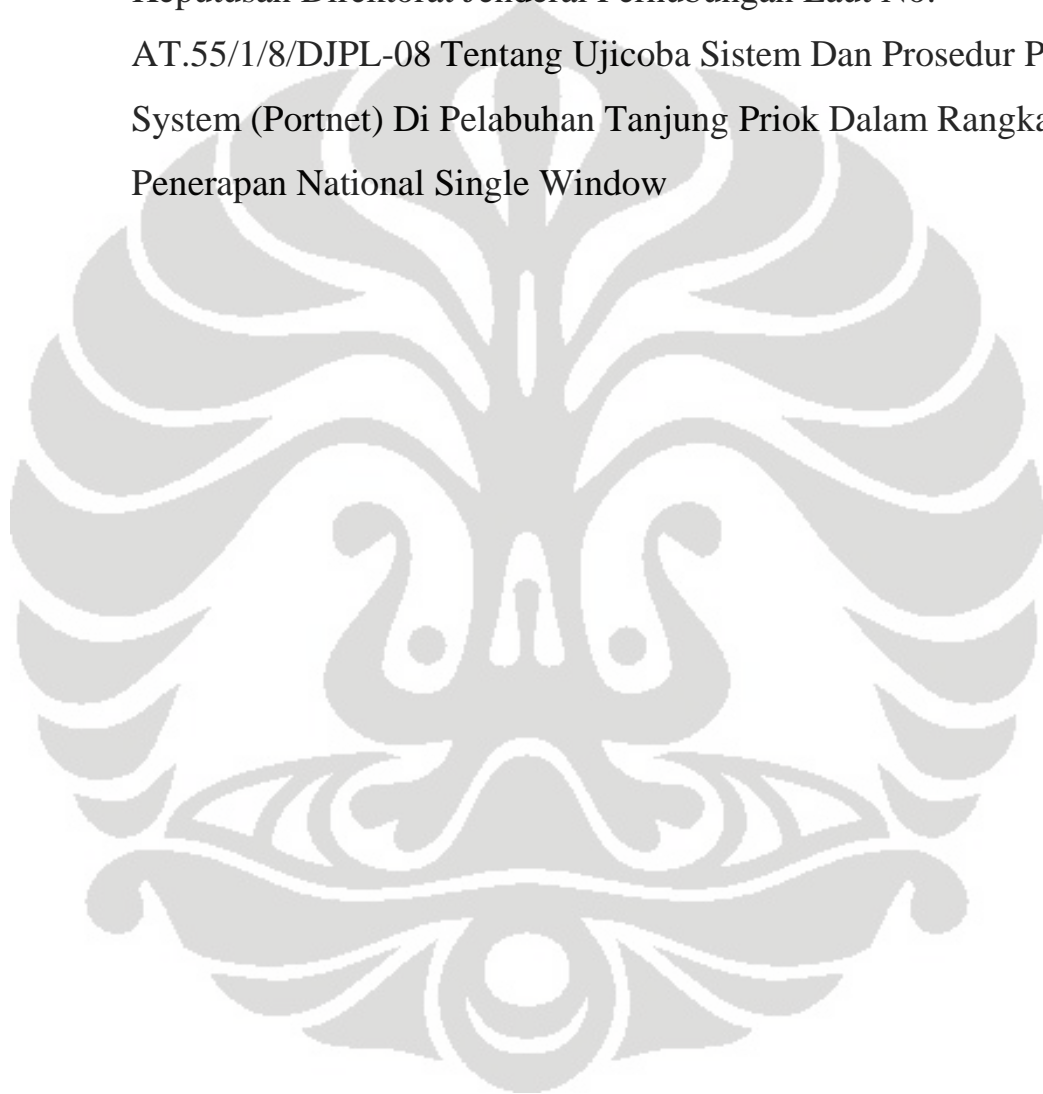 Keputusan Direktorat Jenderal Perhubungan Laut No.
AT.55/1/8/DJPL-08 Tentang Ujicoba Sistem Dan Prosedur
System (Portnet) Di Pelabuhan Tanjung Priok Dalam Rangka
Penerapan National Single Window